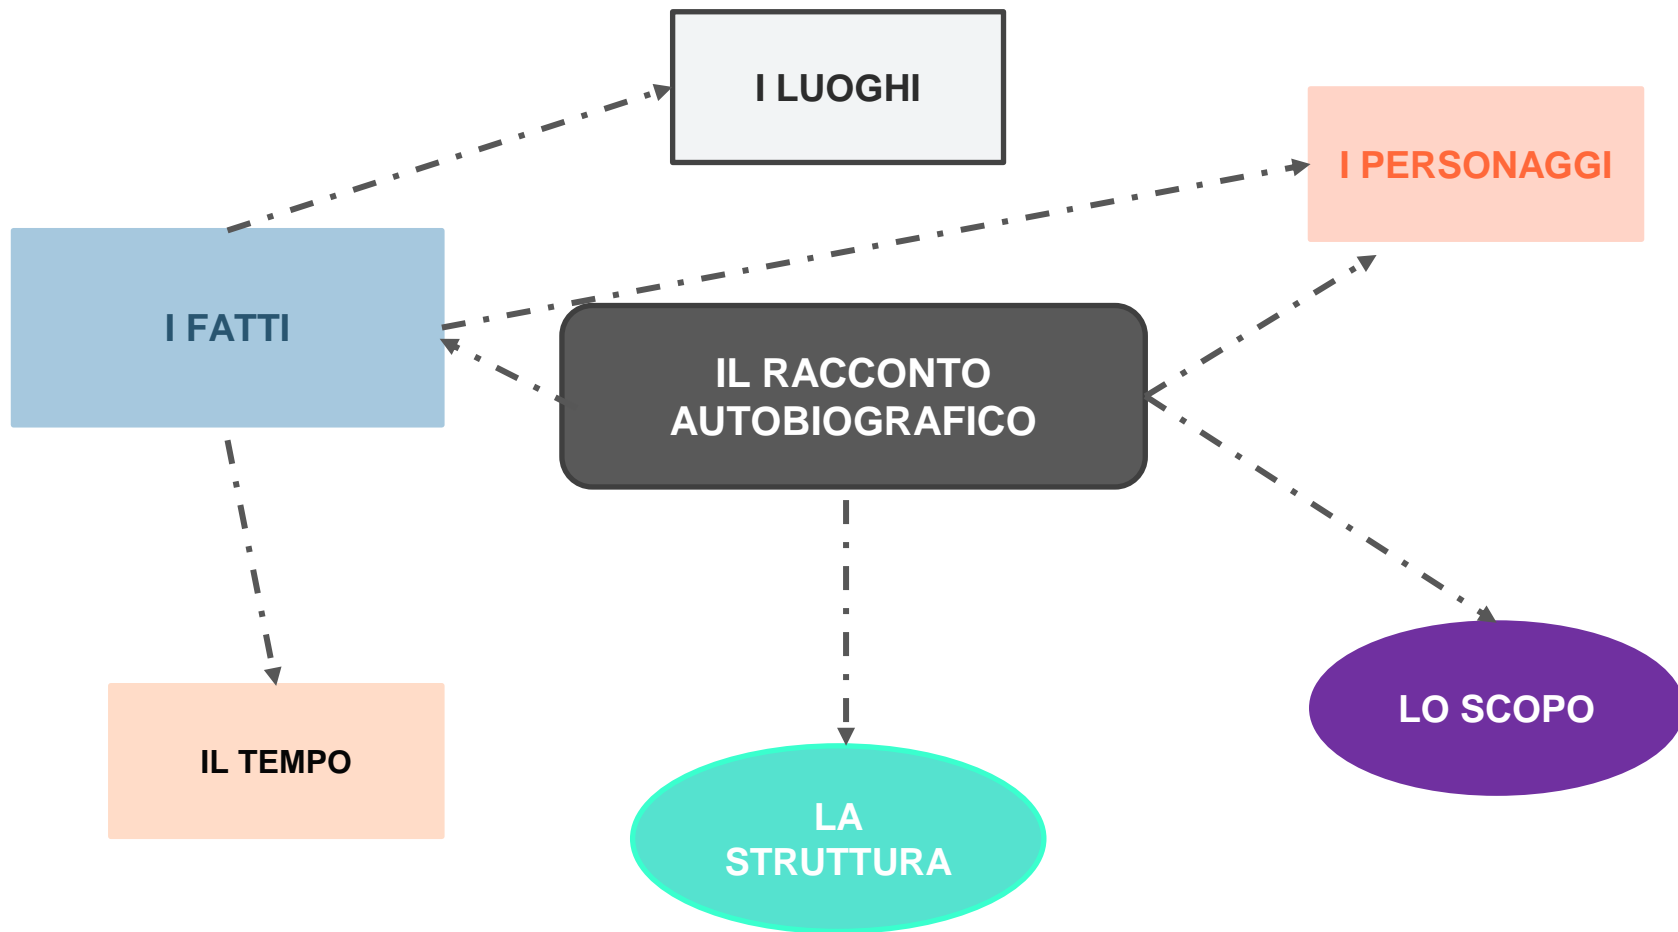 I LUOGHI
I PERSONAGGI
I FATTI
IL RACCONTO
AUTOBIOGRAFICO
LO SCOPO
IL TEMPO
LA
STRUTTURA